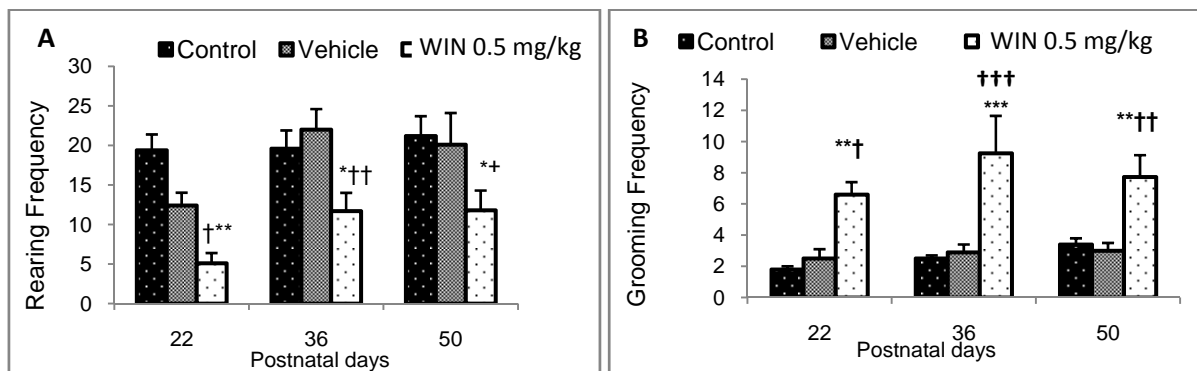 A
Control Vehicle WIN 0.5 mg/kg
Rearing Frequency
30
25
20
15
10
5
0
†**
*††
*+
22 36 50
Postnatal days
B
Control Vehicle WIN 0.5 mg/kg
Grooming Frequency
14
12
10
8
6
4
2
0
**†
†††
***
**††
22 36 50
Postnatal days